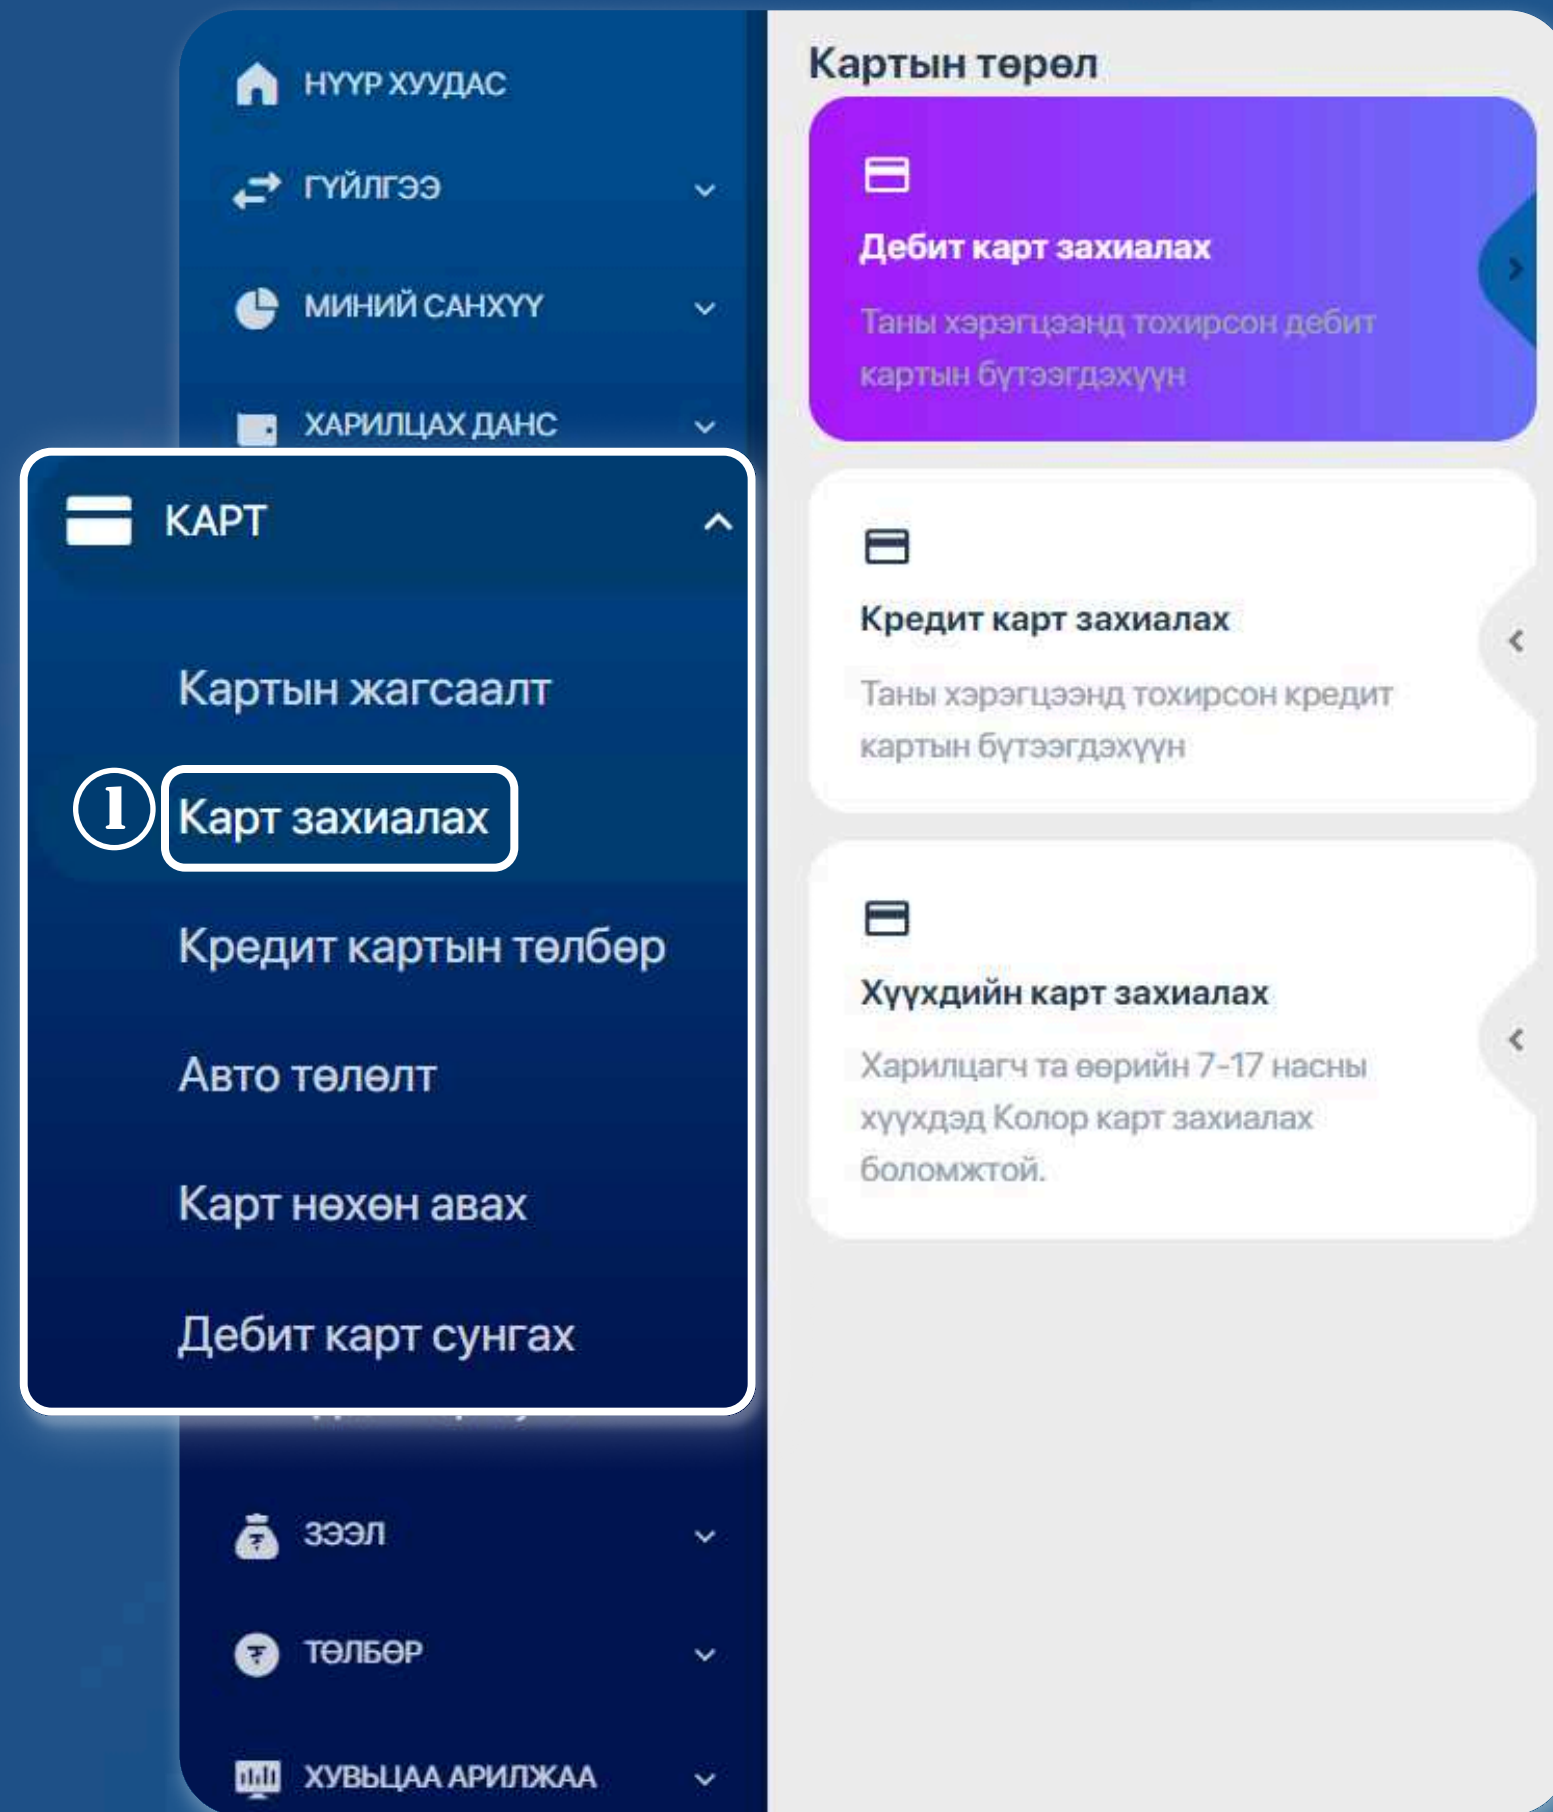 НҮҮР ХУУДАС
ГҮЙЛГЭЭ
МИНИЙ САНХҮҮ
ХАРИЛЦАХ ДАНС
КАРТ
Картын жагсаалт
1
Карт захиалах
Кредит картын төлбөр
Авто төлөлт
Карт нөхөн авах
Дебит карт сунгах
ЗЭЭЛ
ТӨЛБӨР
ХУВЬЦАА АРИЛЖАА
Картын төрөл
Дебит карт захиалах
Таны хэрэгцээнд тохирсон дебит
картын бүтээгдэхүүн
Кредит карт захиалах
Таны хэрэгцээнд тохирсон кредит
картын бүтээгдэхүүн
Хүүхдийн карт захиалах
Харилцагч та өөрийн 7-17 насны
хүүхдэд Колор карт захиалах
боломжтой.